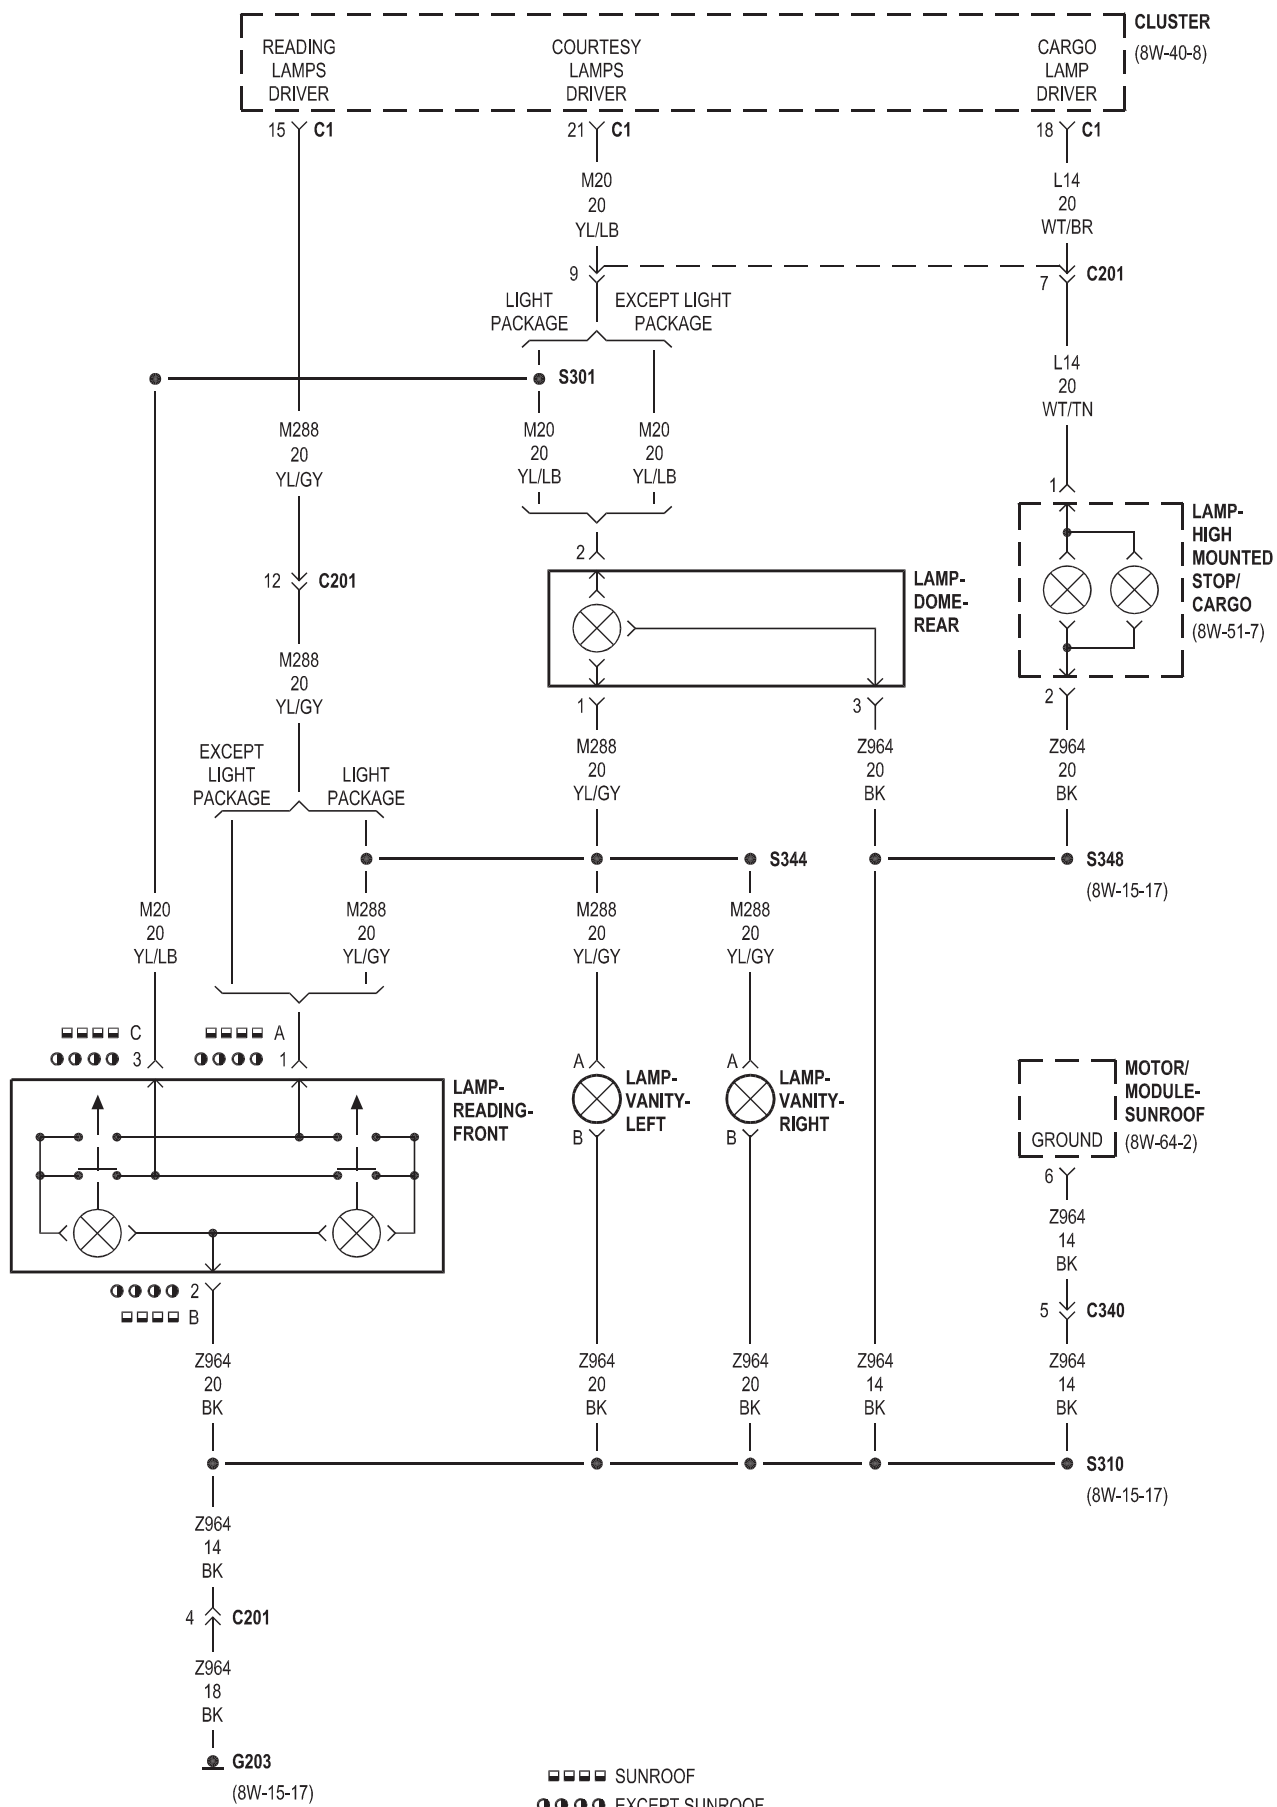 CLUSTER
(8W-40-8)
READING
LAMPS
DRIVER
COURTESY
LAMPS
DRIVER
CARGO
LAMP
DRIVER
15 C1
21 C1
18 C1
M20
20
YL/LB
L14
20
WT/BR
9
7
C201
LIGHT
PACKAGE
EXCEPT LIGHT
PACKAGE
S301
L14
20
WT/TN
M288
20
YL/GY
M20
20
YL/LB
M20
20
YL/LB
1
12 C201
2
LAMP-
DOME-
REAR
LAMP-
HIGH
MOUNTED
STOP/
CARGO
(8W-51-7)
M288
20
YL/GY
1
3
2
EXCEPT
LIGHT
PACKAGE
LIGHT
PACKAGE
M288
20
YL/GY
Z964
20
BK
Z964
20
BK
S344
S348
(8W-15-17)
M20
20
YL/LB
M288
20
YL/GY
M288
20
YL/GY
M288
20
YL/GY
C
3
A
1
LAMP-
READING-
FRONT
A
B
LAMP-
VANITY-
LEFT
A
B
LAMP-
VANITY-
RIGHT
MOTOR/
MODULE-
SUNROOF
(8W-64-2)
GROUND
6
Z964
14
BK
2
B
5 C340
Z964
20
BK
Z964
20
BK
Z964
20
BK
Z964
14
BK
Z964
14
BK
S310
(8W-15-17)
Z964
14
BK
4 C201
Z964
18
BK
G203
(8W-15-17)
SUNROOF
EXCEPT SUNROOF